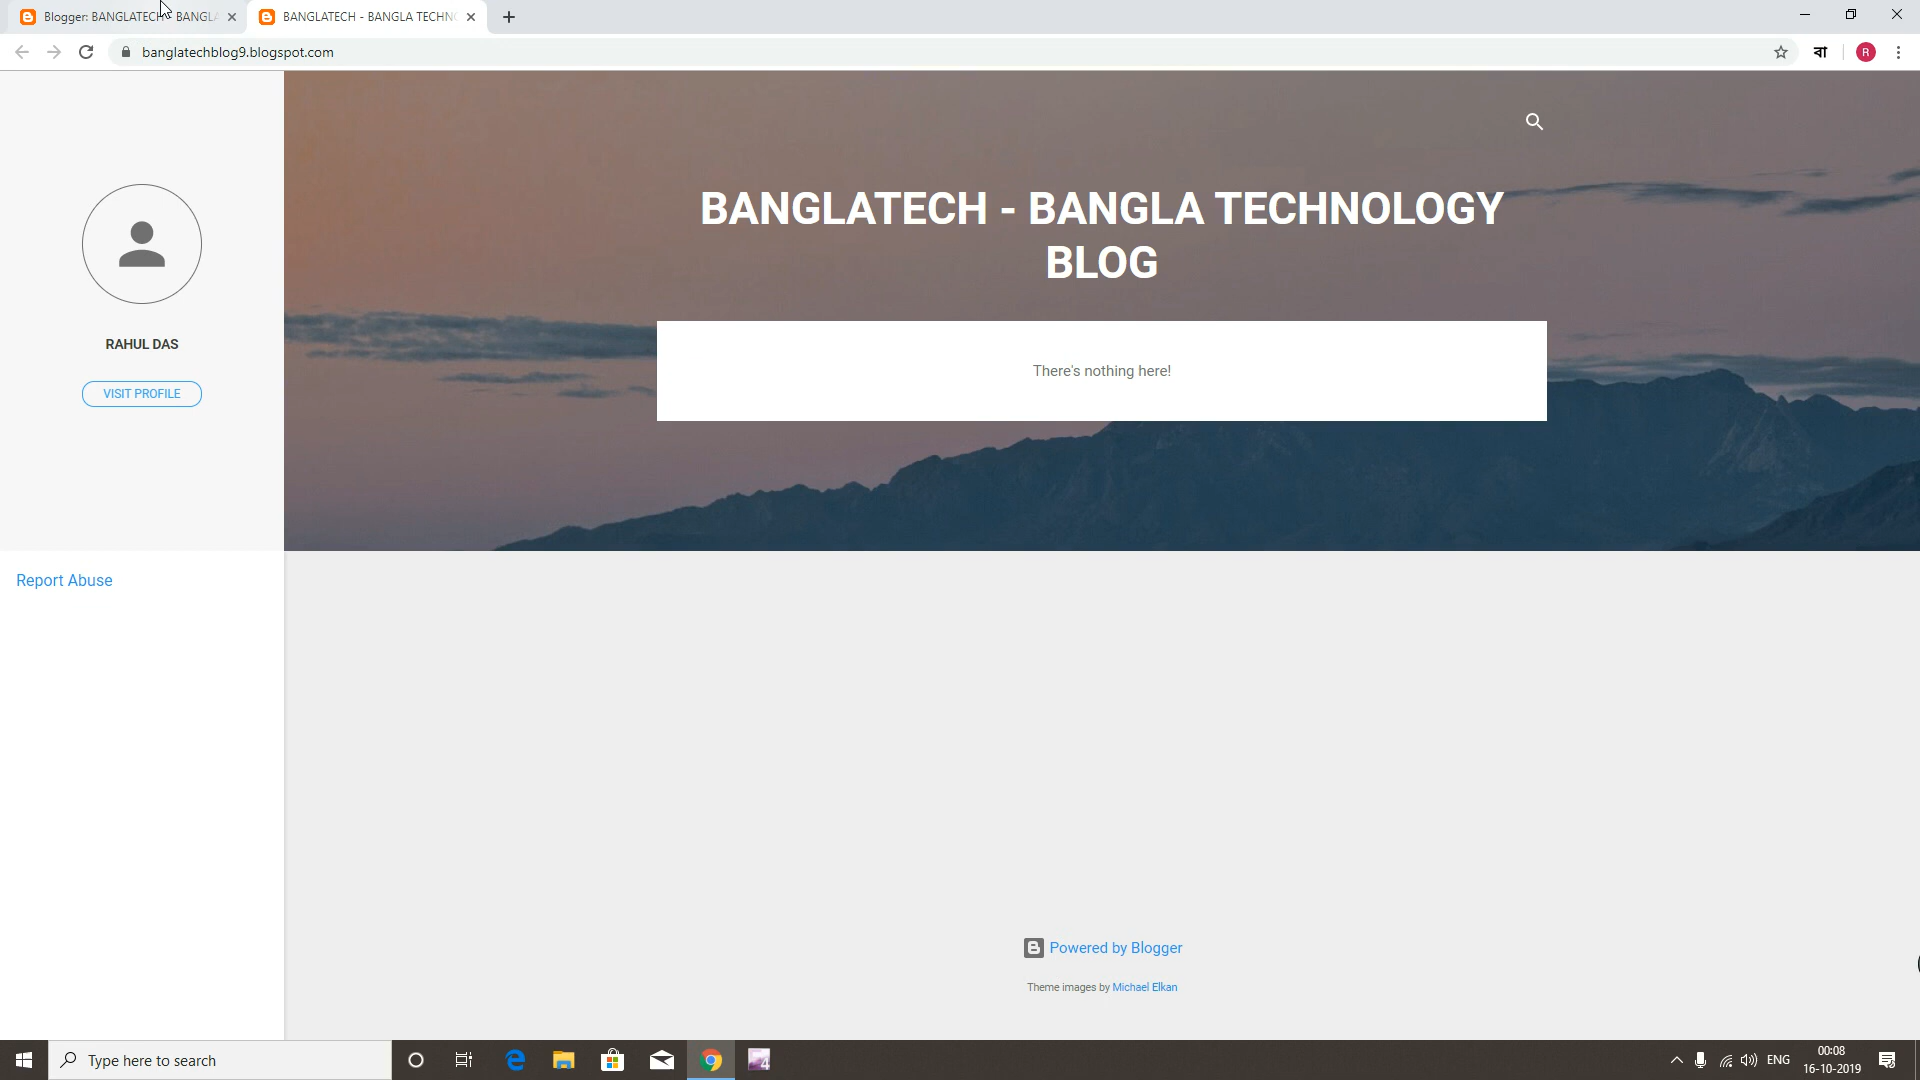 Blogger: BANGLATECH - BANGLA
BANGLATECH - BANGLA TECHN
banglatechblog9.blogspot.com
বা
R
BANGLATECH - BANGLA TECHNOLOGY
BLOG
There's nothing here!
RAHUL DAS
VISIT PROFILE
Report Abuse
Powered by Blogger
Theme images by Michael Elkan
Type here to search
4
ENG
00:08
16-10-2019